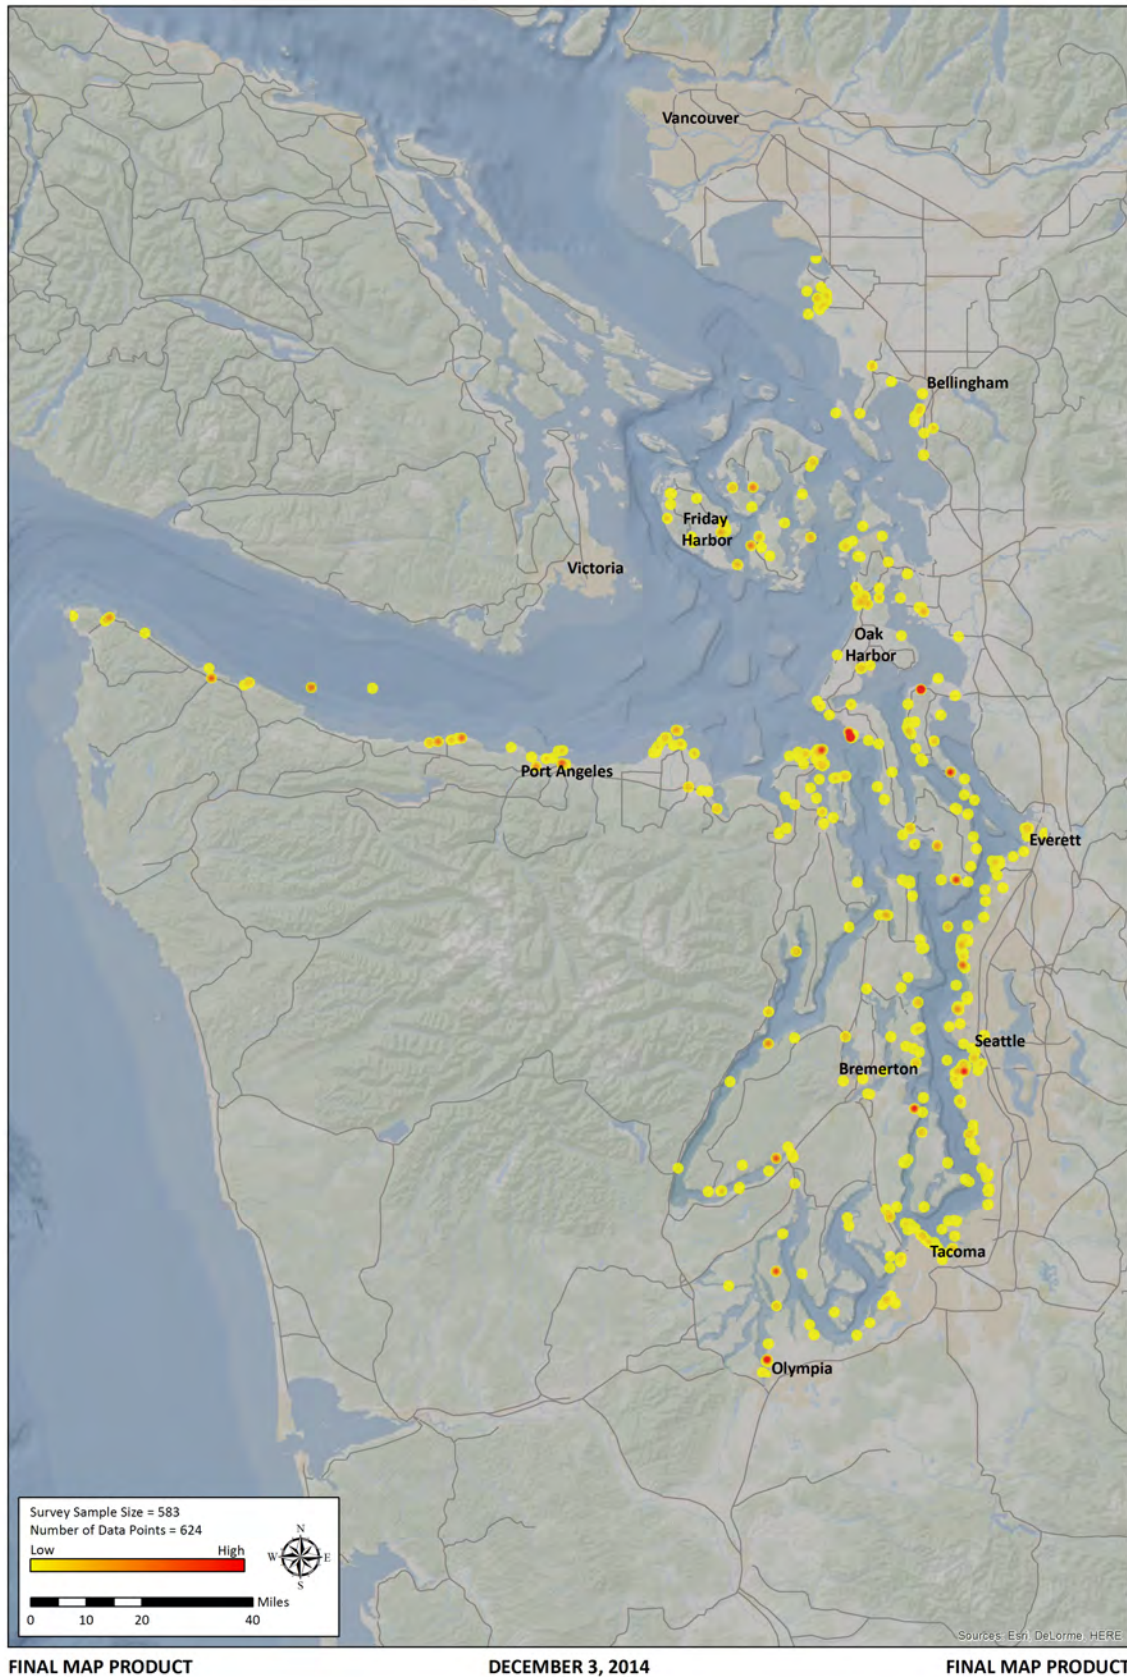 Vancouver
Bellingham
Friday
Harbor
Victoria
Oak
Harbor
Port Angeles
Everett
Seattle
Bremerton
Tacoma
Olympia
Survey Sample Size = 583
Number of Data Points = 624
Low High
N
W E
S
Miles
0 10 20 40
Sources: Esri, DeLorme, HERE
FINAL MAP PRODUCT DECEMBER 3, 2014 FINAL MAP PRODUCT